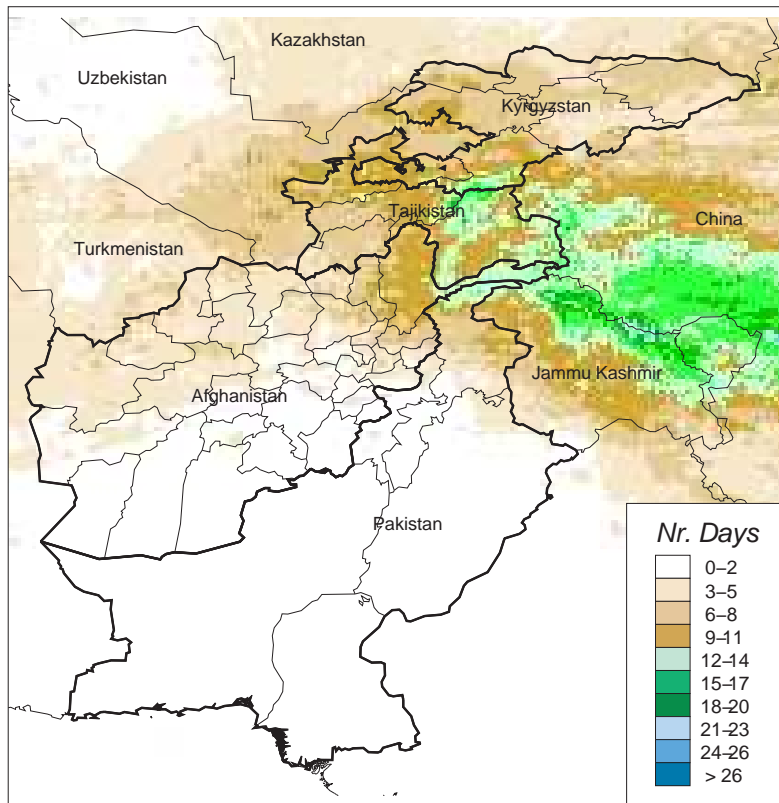 Kazakhstan
Uzbekistan
Kyrgyzstan
Tajikistan
China
Turkmenistan
Jammu Kashmir
Afghanistan
Pakistan
Nr. Days
0–2
3–5
6–8
9–11
12–14
15–17
18–20
21–23
24–26
> 26